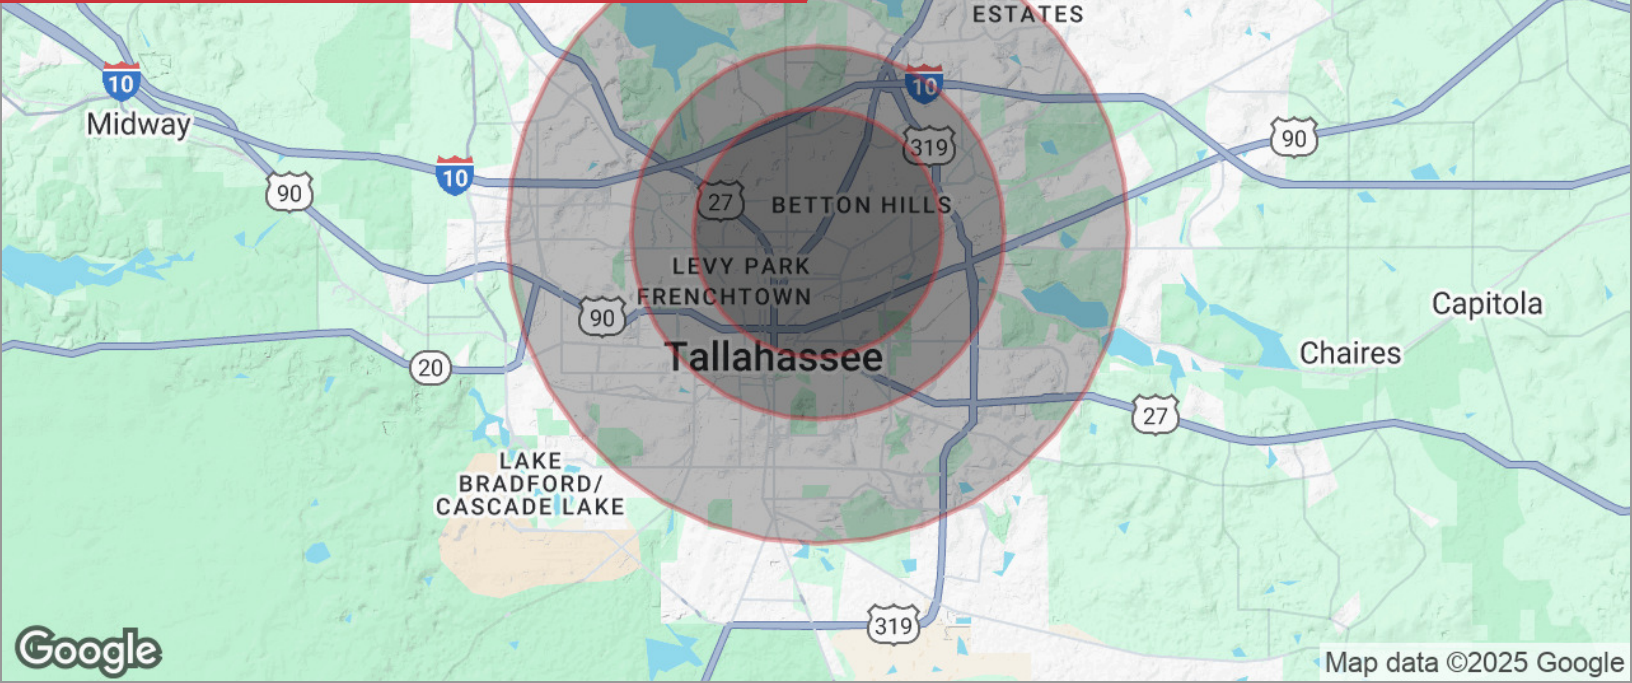 ESTATES
10
10
Midway
90
319
10
90
27
BETTON HILLS
LEVY PARK
FRENCHTOWN
90
Capitola
Tallahassee
Chaires
20
27
LAKE
BRADFORD/
CASCADE LAKE
319
Google
Map data ©2025 Google